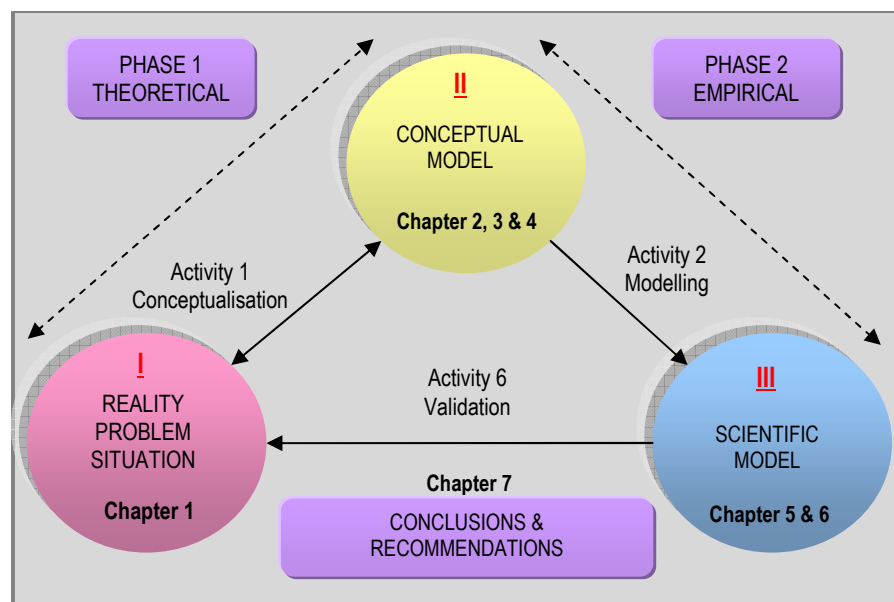 PHASE 1
THEORETICAL
PHASE 2
EMPIRICAL
II
CONCEPTUAL
MODEL
Chapter 2, 3 & 4
Activity 1
Conceptualisation
Activity 2
Modelling
I
REALITY
PROBLEM
SITUATION
Chapter 1
Activity 6
Validation
III
SCIENTIFIC
MODEL
Chapter 5 & 6
Chapter 7
CONCLUSIONS &
RECOMMENDATIONS